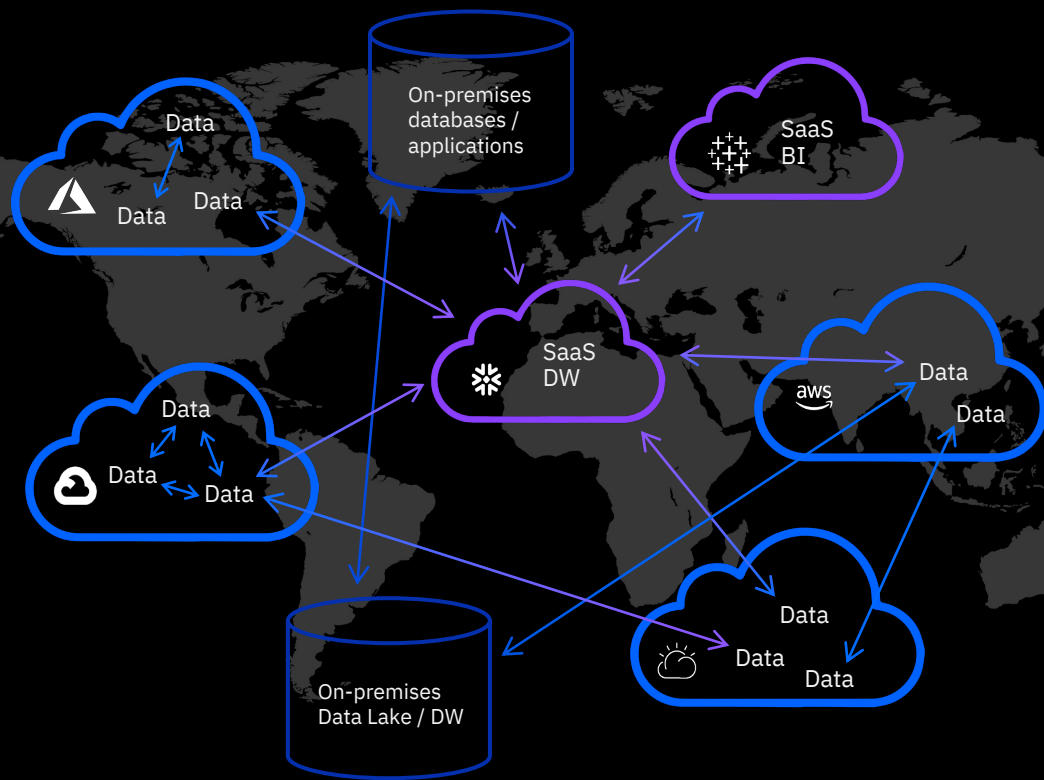 On-premises
databases /
applications
SaaS
BI
Data
Data
Data
SaaS
DW
Data
Data
aws
Data
Data
Data
Data
Data
Data
On-premises
Data Lake / DW